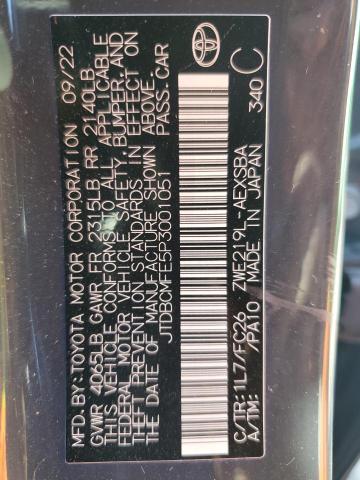 MFD.BY:TOYOTA MOTOR CORPORATION 09/22
GVWR 4065LB GAWR FR 2315LB RR 2140LB
THIS VEHICLE CONFORMS TO ALL APPLICABLE
FEDERAL MOTOR VEHICLE SAFETY, BUMPER, AND
THEFT PREVENTION STANDARDS IN EFFECT ON
THE DATE OF MANUFACTURE SHOWN ABOVE.
JTDBCMFE5P3001051 PASS.CAR
C/TR:1L7/FC26 ZWE219L-AEXSBA
A/TM: /PA10 MADE IN JAPAN 340 C
TOYOTA